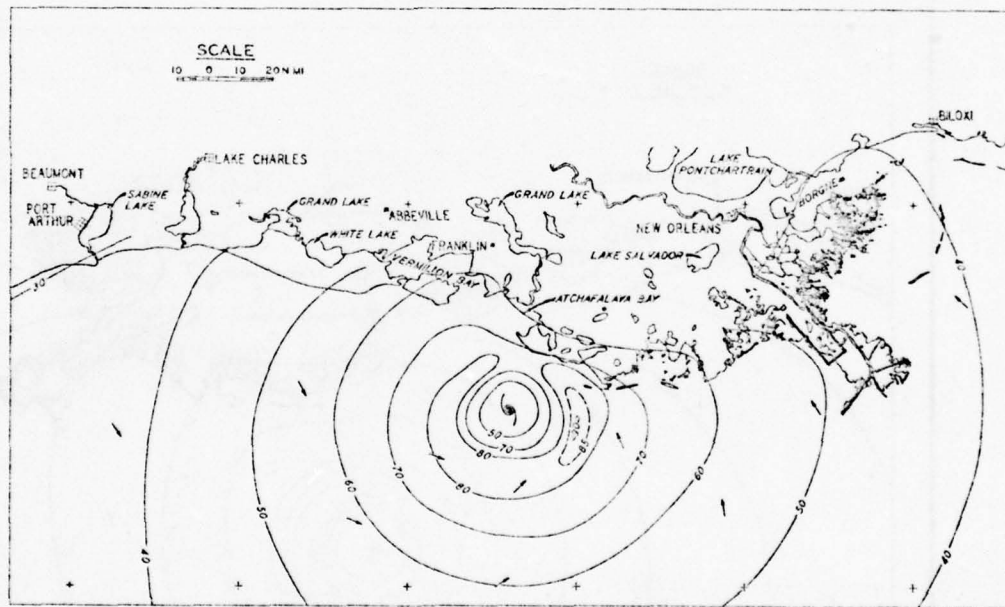 SCALE
10 0 10 20 N MI
BILOXI
LAKE CHARLES
BEAUMONT
SABINE
LAKE
PORT
ARTHUR
LAKE
PONTCHARTRAIN
BORGNE
GRAND LAKE
ABBEVILLE
GRAND LAKE
NEW ORLEANS
WHITE LAKE
FRANKLIN
LAKE SALVADOR
VERMILION BAY
ATCHAFALAYA BAY
30
40
50
60
70
80
50
70
80
80
85
70
60
50
40
40